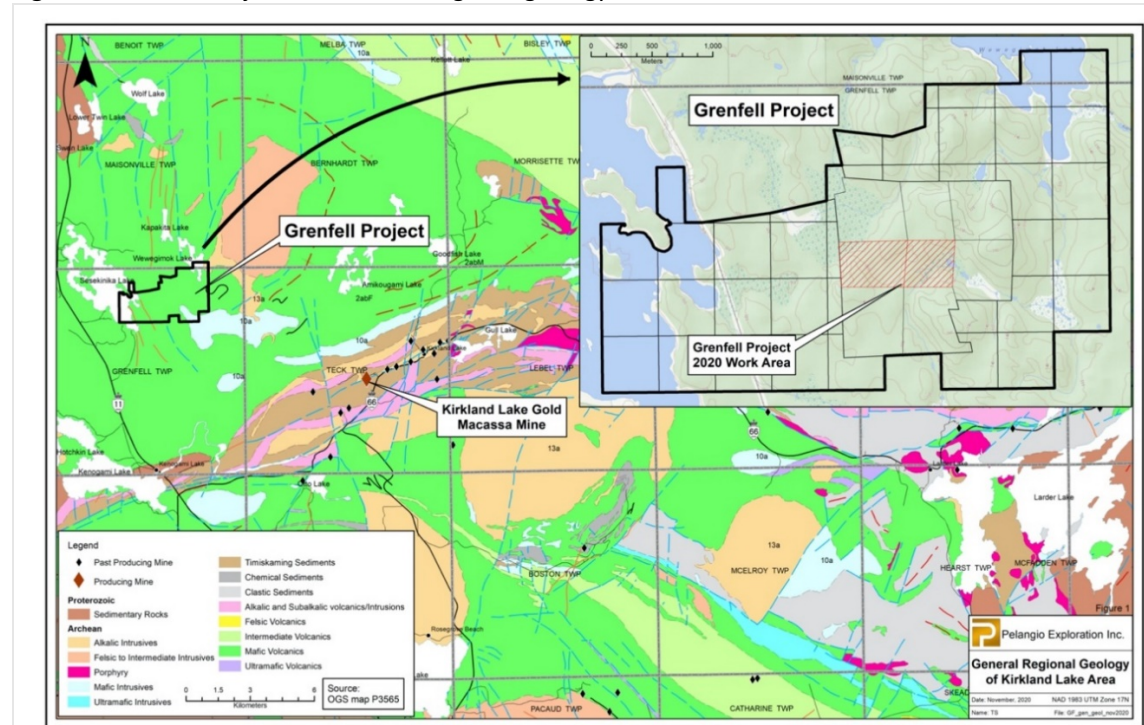 BENOIT TWP
MELBA TWP
10a
BISLEY TWP
Wolf Lake
Lower Twin Lake
MAISONVILLE TWP
BERNHARDT TWP
MORRISETTE TW
Kapakita Lake
Wewegimok Lake
Grenfell Project
Sesekinika Lake
Goodfish Lake
2abM
Amikougami Lake
2abF
13a
10a
GRENFELL TWP
10a
10a
Gull Lake
TECK TWP
LEBEL TWP
11
66
Kirkland Lake Gold
Macassa Mine
66
Kenogami Lake
13a
10a
Larder Lake
13a
10a
BOSTON TWP
MCELROY TWP
HEARST TWP
MCFADDEN TWP
PACAUD TWP
CATHARINE TWP
SKEAD
0 250 500 1,000
Meters
MAISONVILLE TWP
GRENFELL TWP
Grenfell Project
Grenfell Project
2020 Work Area
Legend
Past Producing Mine
Producing Mine
Proterozoic
Sedimentary Rocks
Archean
Alkalic Intrusives
Felsic to Intermediate Intrusives
Porphyry
Mafic Intrusives
Ultramafic Intrusives
Timiskaming Sediments
Chemical Sediments
Clastic Sediments
Alkalic and Subalkalic volcanics/Intrusions
Felsic Volcanics
Intermediate Volcanics
Mafic Volcanics
Ultramafic Volcanics
0 1.5 3 6
Kilometers
Source:
OGS map P3565
Figure 1
Pelangio Exploration Inc.
General Regional Geology
of Kirkland Lake Area
Date: November, 2020 NAD 1983 UTM Zone 17N
Name: TS File: GF_gen_geol_nov2020